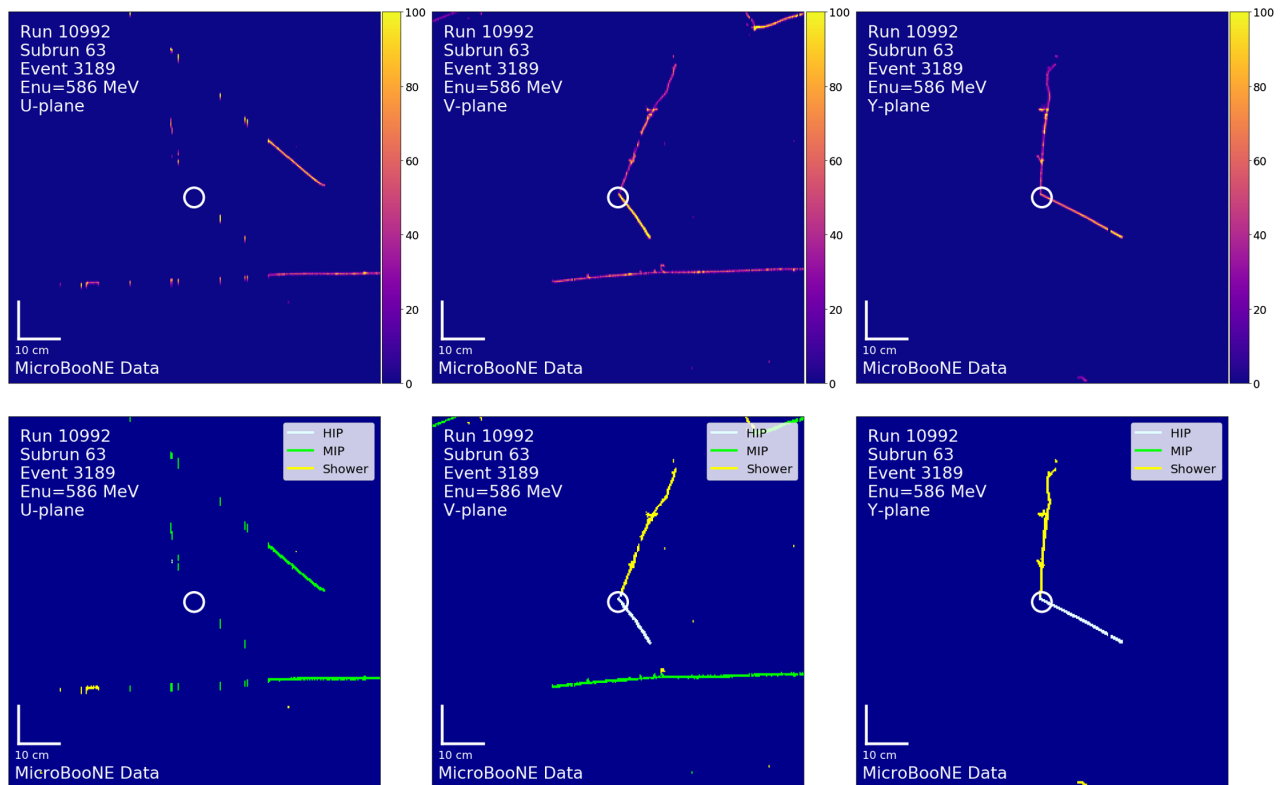 Run 10992
Subrun 63
Event 3189
Enu=586 MeV
U-plane
10 cm
MicroBooNE Data
100
80
60
40
20
0
Run 10992
Subrun 63
Event 3189
Enu=586 MeV
V-plane
10 cm
MicroBooNE Data
100
80
60
40
20
0
Run 10992
Subrun 63
Event 3189
Enu=586 MeV
Y-plane
10 cm
MicroBooNE Data
100
80
60
40
20
0
Run 10992
Subrun 63
Event 3189
Enu=586 MeV
U-plane
HIP
MIP
Shower
10 cm
MicroBooNE Data
Run 10992
Subrun 63
Event 3189
Enu=586 MeV
V-plane
HIP
MIP
Shower
10 cm
MicroBooNE Data
Run 10992
Subrun 63
Event 3189
Enu=586 MeV
Y-plane
HIP
MIP
Shower
10 cm
MicroBooNE Data